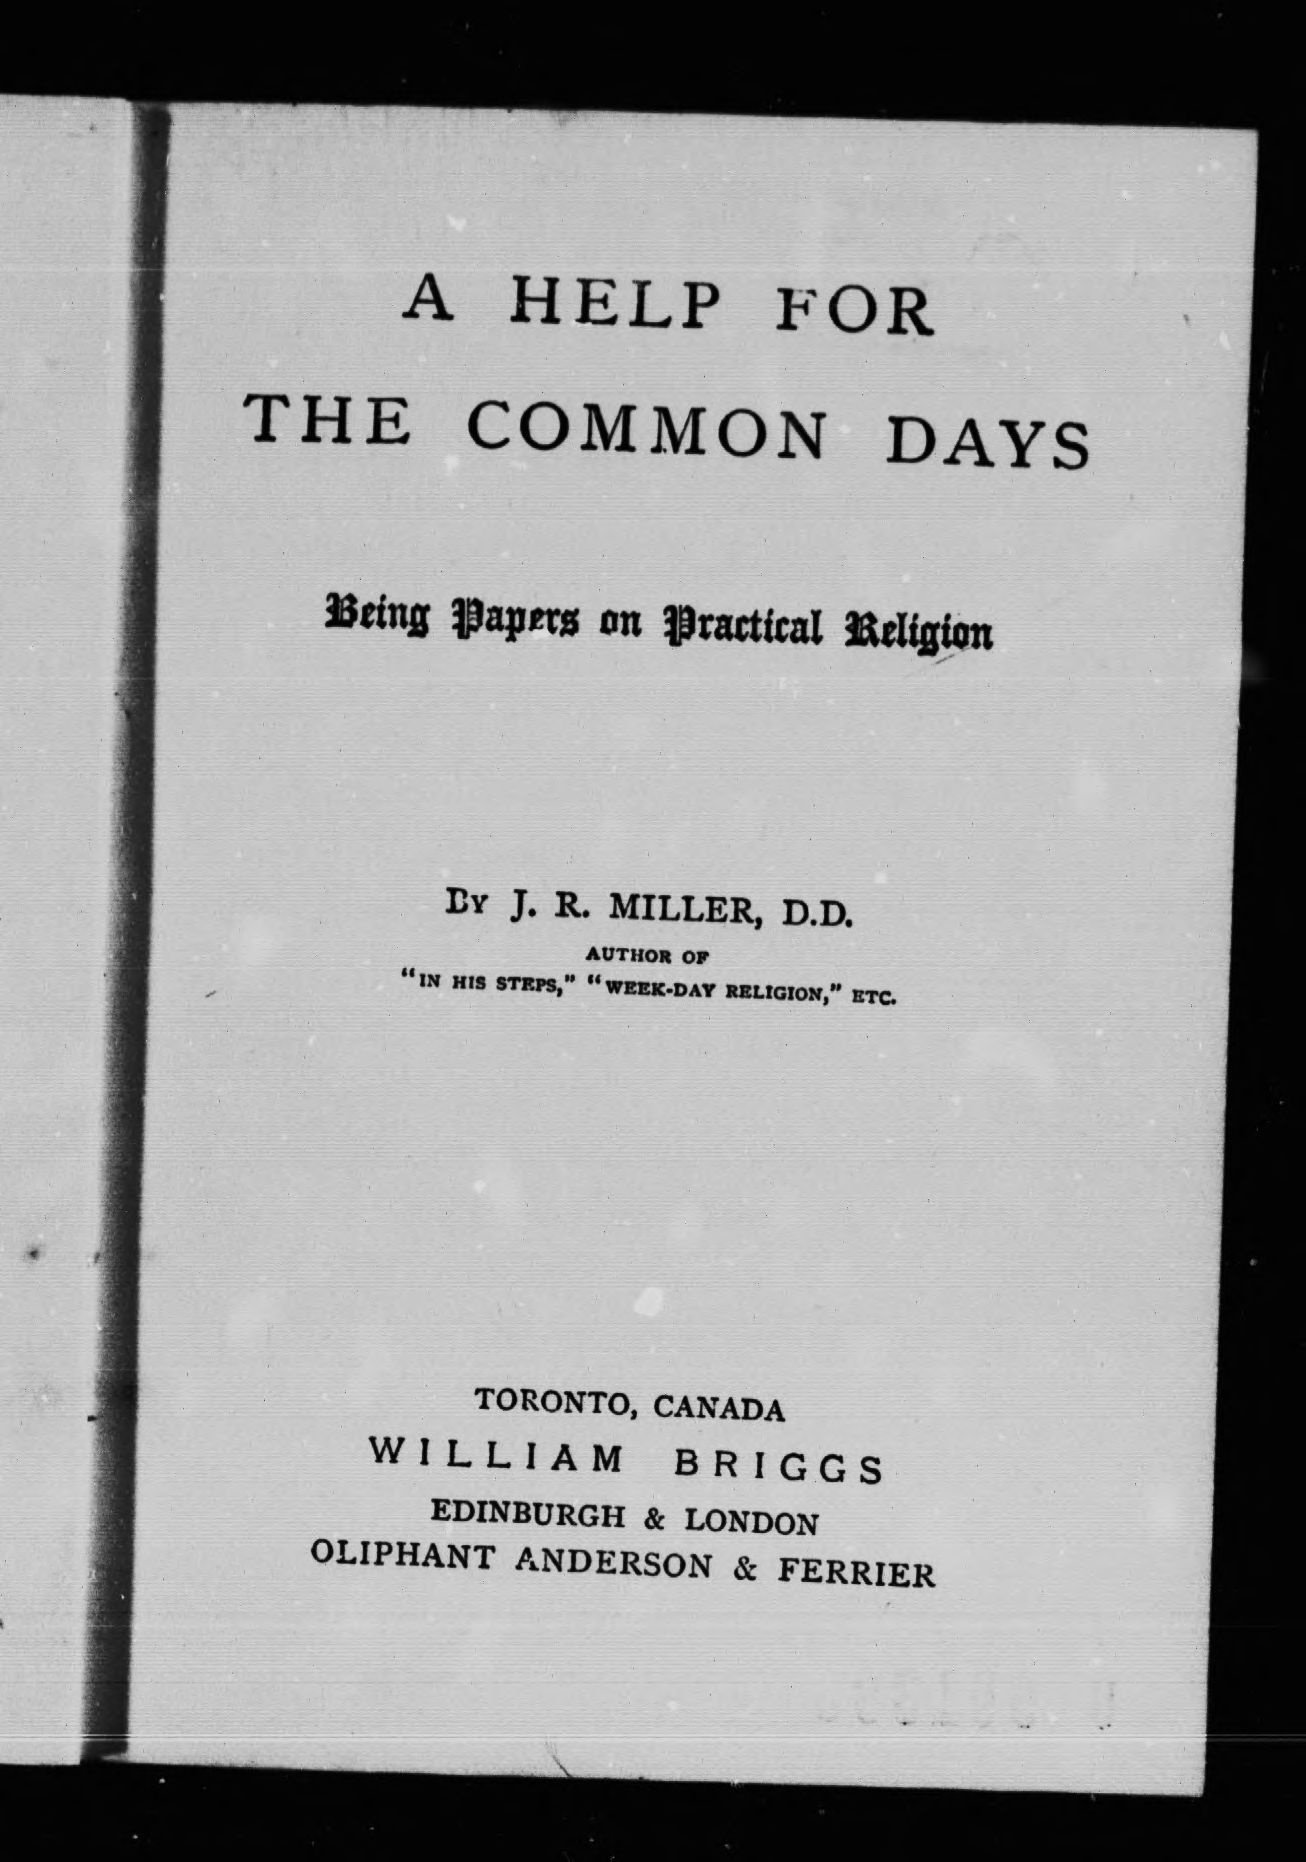 A HELP FOR
THE COMMON DAYS
Being Papers on Practical Religion
By J. R. MILLER, D.D.
AUTHOR OF
"IN HIS STEPS," "WEEK-DAY RELIGION," ETC.
TORONTO, CANADA
WILLIAM BRIGGS
EDINBURGH & LONDON
OLIPHANT ANDERSON & FERRIER